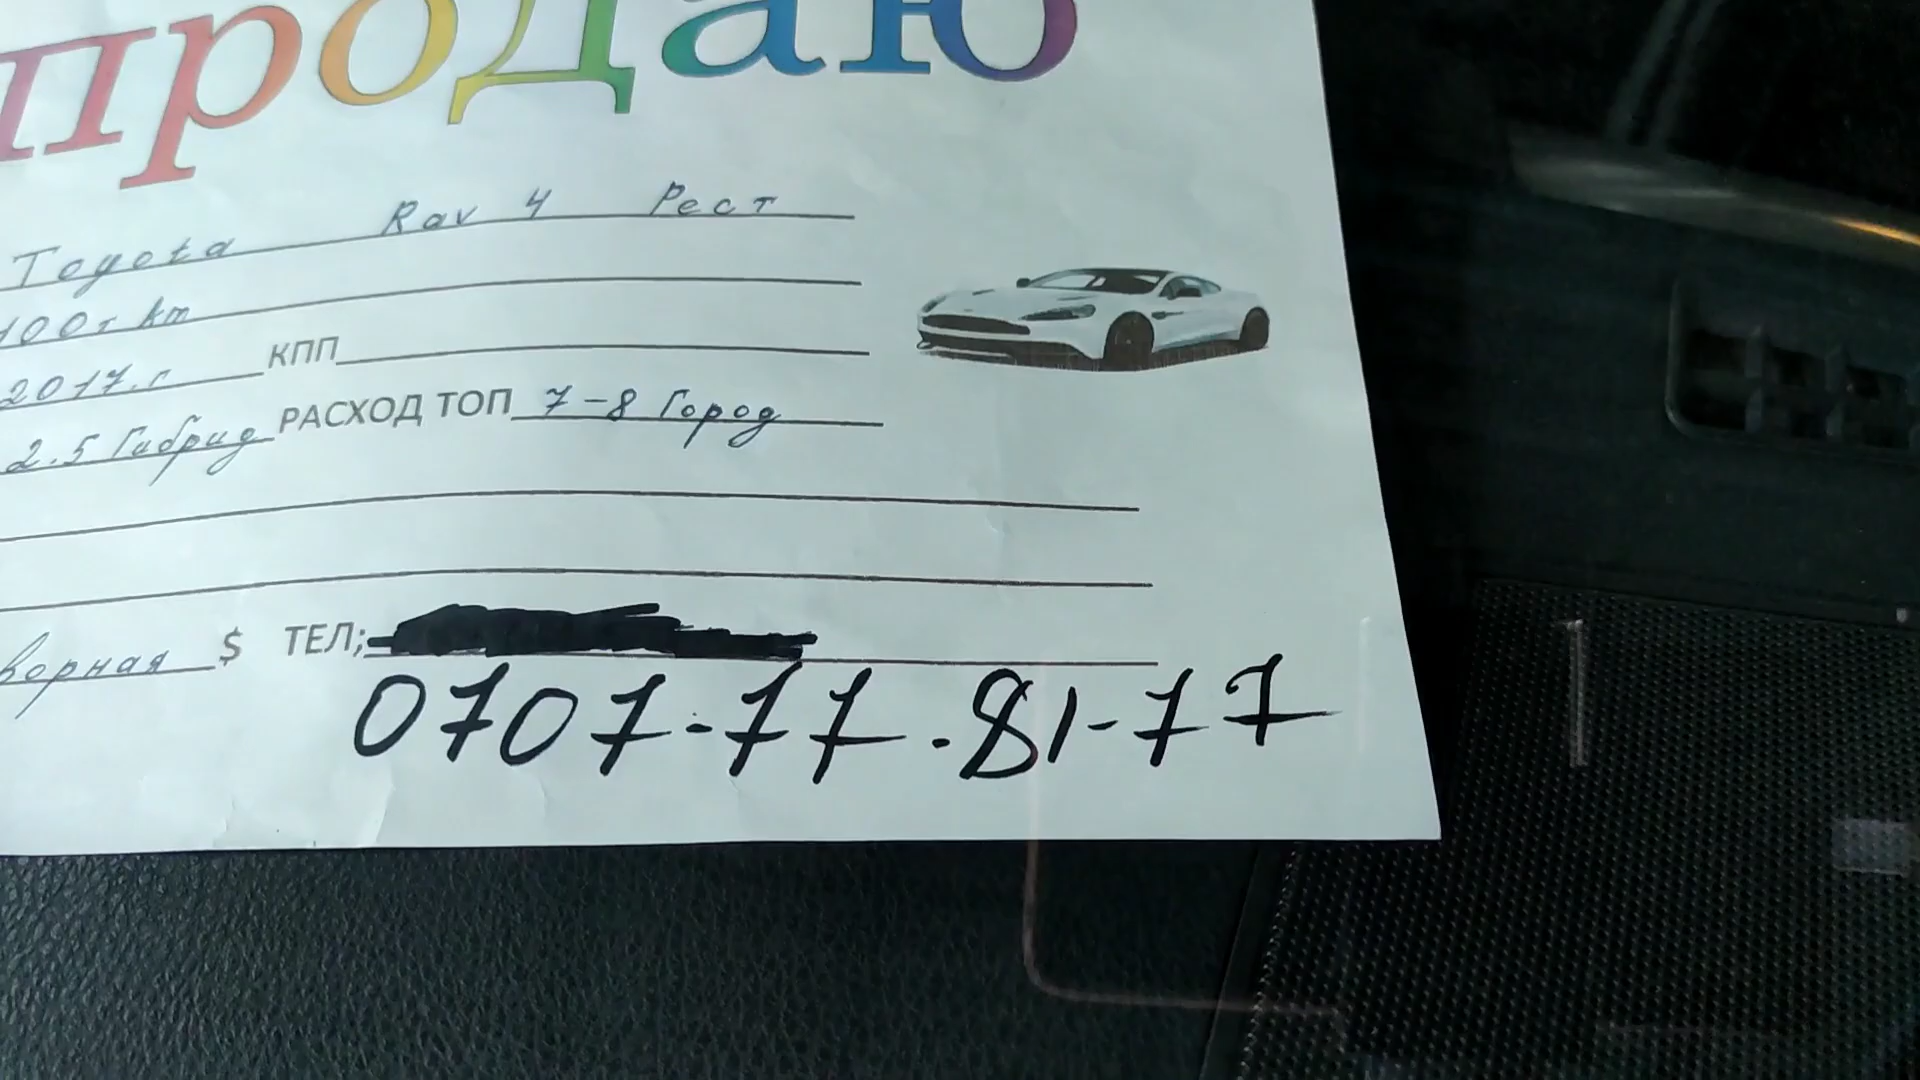 продаю
Toyota Rav 4 Рест
100т km
2017.г КПП
2.5 Гибрид РАСХОД ТОП 7-8 Город
ворная $ ТЕЛ;
0707-77.81-77